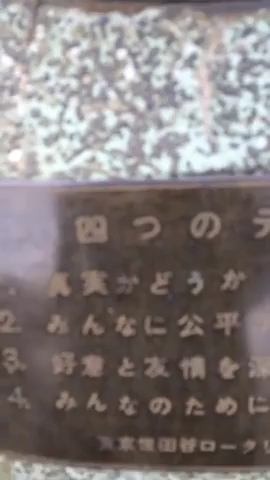 四つのテ
1. 真実かどうか
2. みんなに公平
3. 好意と友情を深
4. みんなのために
東京世田谷ロータリ